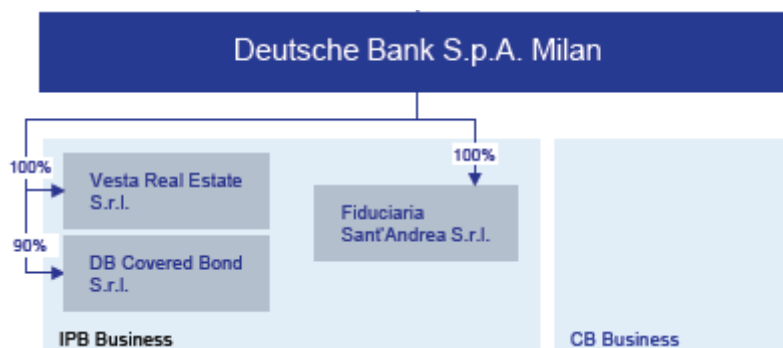 Deutsche Bank S.p.A. Milan
100%
100%
Vesta Real Estate
S.r.l.
Fiduciaria
Sant'Andrea S.r.l.
90%
DB Covered Bond
S.r.l.
IPB Business
CB Business